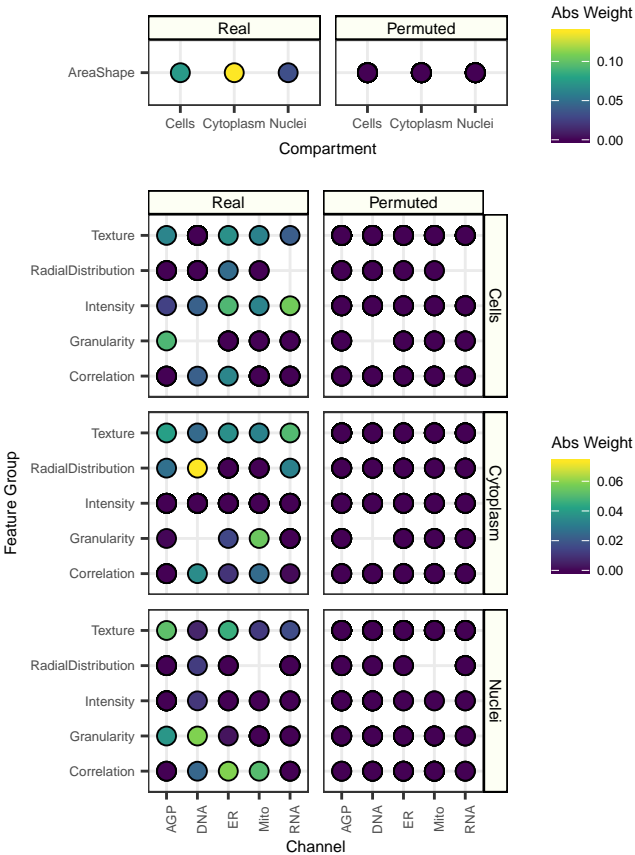 Real
Permuted
AreaShape
Cells
Cytoplasm
Nuclei
Cells
Cytoplasm
Nuclei
Compartment
Abs Weight
0.10
0.05
0.00
Feature Group
Real
Permuted
Texture
RadialDistribution
Intensity
Granularity
Correlation
Cells
Texture
RadialDistribution
Intensity
Granularity
Correlation
Cytoplasm
Abs Weight
0.06
0.04
0.02
0.00
Texture
RadialDistribution
Intensity
Granularity
Correlation
Nuclei
AGP
DNA
ER
Mito
RNA
AGP
DNA
ER
Mito
RNA
Channel